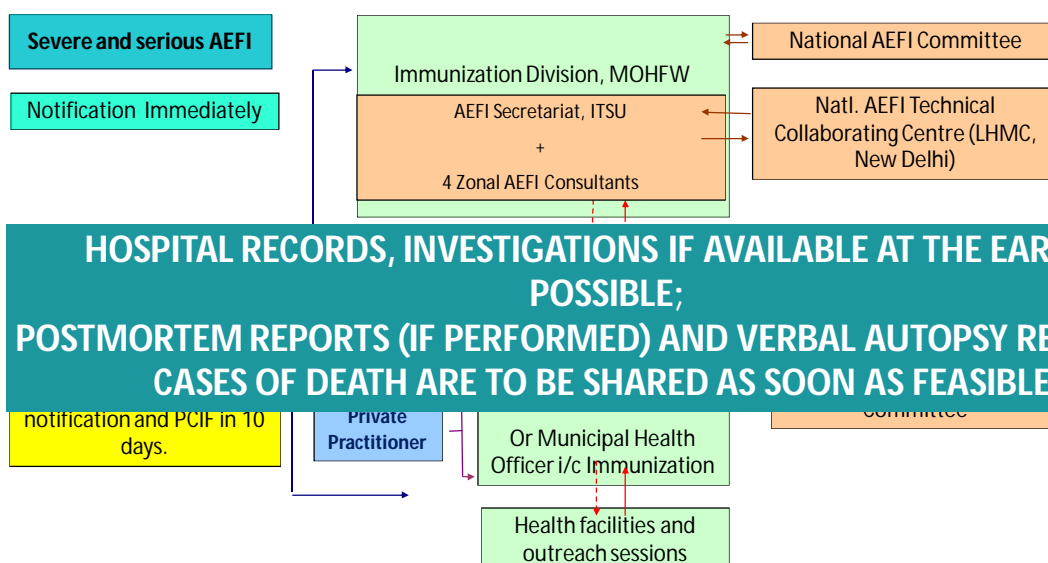 Severe and serious AEFI
Notification Immediately
Immunization Division, MOHFW
AEFI Secretariat, ITSU
+
4 Zonal AEFI Consultants
National AEFI Committee
Natl. AEFI Technical
Collaborating Centre (LHMC,
New Delhi)
HOSPITAL RECORDS, INVESTIGATIONS IF AVAILABLE AT THE EAR
POSSIBLE;
POSTMORTEM REPORTS (IF PERFORMED) AND VERBAL AUTOPSY RE
CASES OF DEATH ARE TO BE SHARED AS SOON AS FEASIBLE
notification and PCIF in 10
days.
Private
Practitioner
Or Municipal Health
Officer i/c Immunization
Committee
Health facilities and
outreach sessions